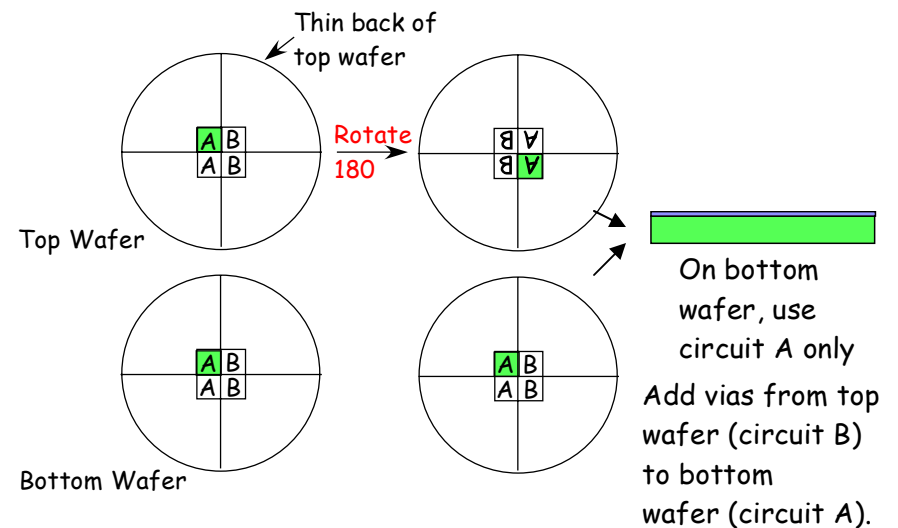 Thin back of
top wafer
A B
A B
Rotate
180
B A
B A
Top Wafer
A B
A B
Bottom Wafer
A B
A B
On bottom
wafer, use
circuit A only
Add vias from top
wafer (circuit B)
to bottom
wafer (circuit A).